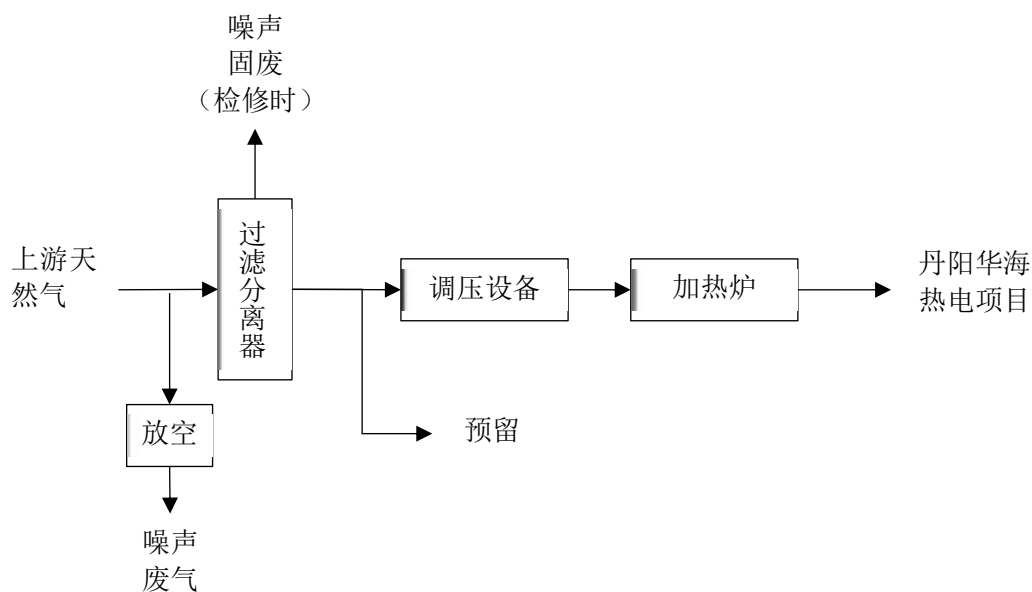 噪声
固废
（检修时）
上游天
然气
过
滤
分
离
器
调压设备
加热炉
丹阳华海
热电项目
放空
预留
噪声
废气